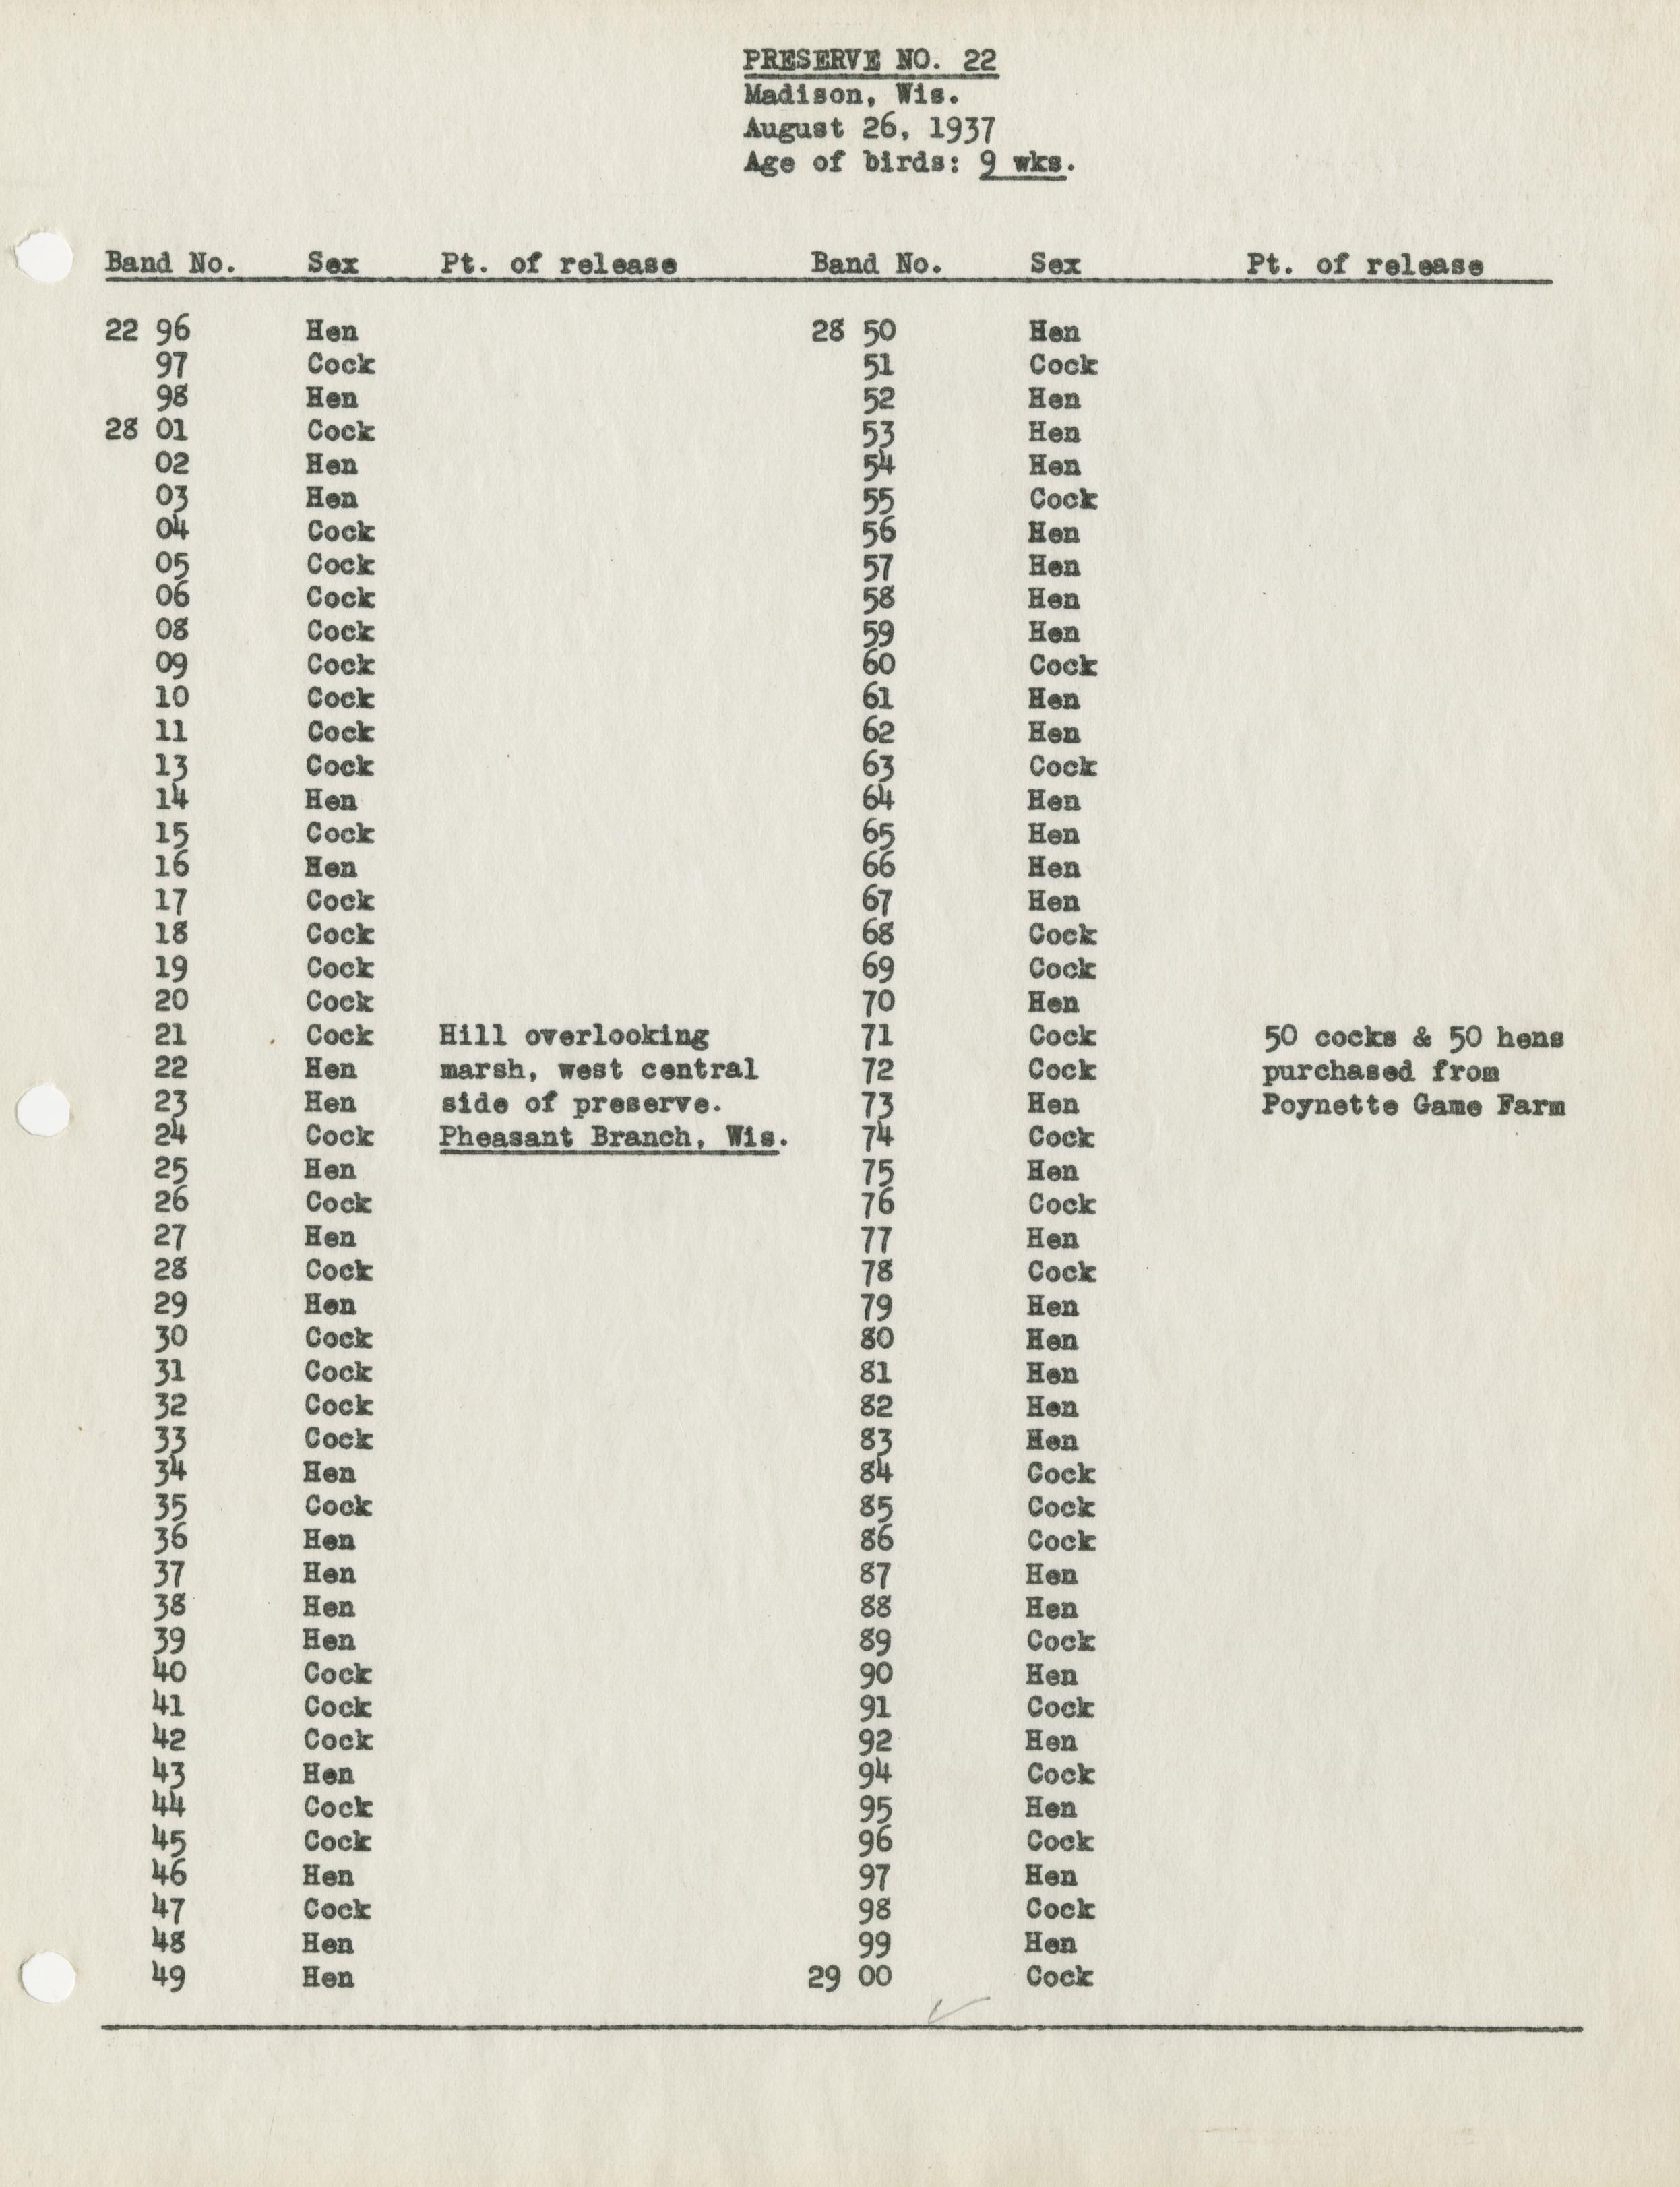 PRESERVE NO. 22
Madison, Wis.
August 26, 1937
Age of birds: 9 wks.
Band No. Sex Pt. of release Band No. Sex Pt. of release
22 96 Hen 28 50 Hen
97 Cock 51 Cock
98 Hen 52 Hen
28 01 Cock 53 Hen
02 Hen 54 Hen
03 Hen 55 Cock
04 Cock 56 Hen
05 Cock 57 Hen
06 Cock 58 Hen
08 Cock 59 Hen
09 Cock 60 Cock
10 Cock 61 Hen
11 Cock 62 Hen
13 Cock 63 Cock
14 Hen 64 Hen
15 Cock 65 Hen
16 Hen 66 Hen
17 Cock 67 Hen
18 Cock 68 Cock
19 Cock 69 Cock
20 Cock 70 Hen
21 Cock Hill overlooking 71 Cock 50 cocks & 50 hens
22 Hen marsh, west central 72 Cock purchased from
23 Hen side of preserve. 73 Hen Poynette Game Farm
24 Cock Pheasant Branch, Wis. 74 Cock
25 Hen 75 Hen
26 Cock 76 Cock
27 Hen 77 Hen
28 Cock 78 Cock
29 Hen 79 Hen
30 Cock 80 Hen
31 Cock 81 Hen
32 Cock 82 Hen
33 Cock 83 Hen
34 Hen 84 Cock
35 Cock 85 Cock
36 Hen 86 Cock
37 Hen 87 Hen
38 Hen 88 Hen
39 Hen 89 Cock
40 Cock 90 Hen
41 Cock 91 Cock
42 Cock 92 Hen
43 Hen 94 Cock
44 Cock 95 Hen
45 Cock 96 Cock
46 Hen 97 Hen
47 Cock 98 Cock
48 Hen 99 Hen
49 Hen 29 00 Cock